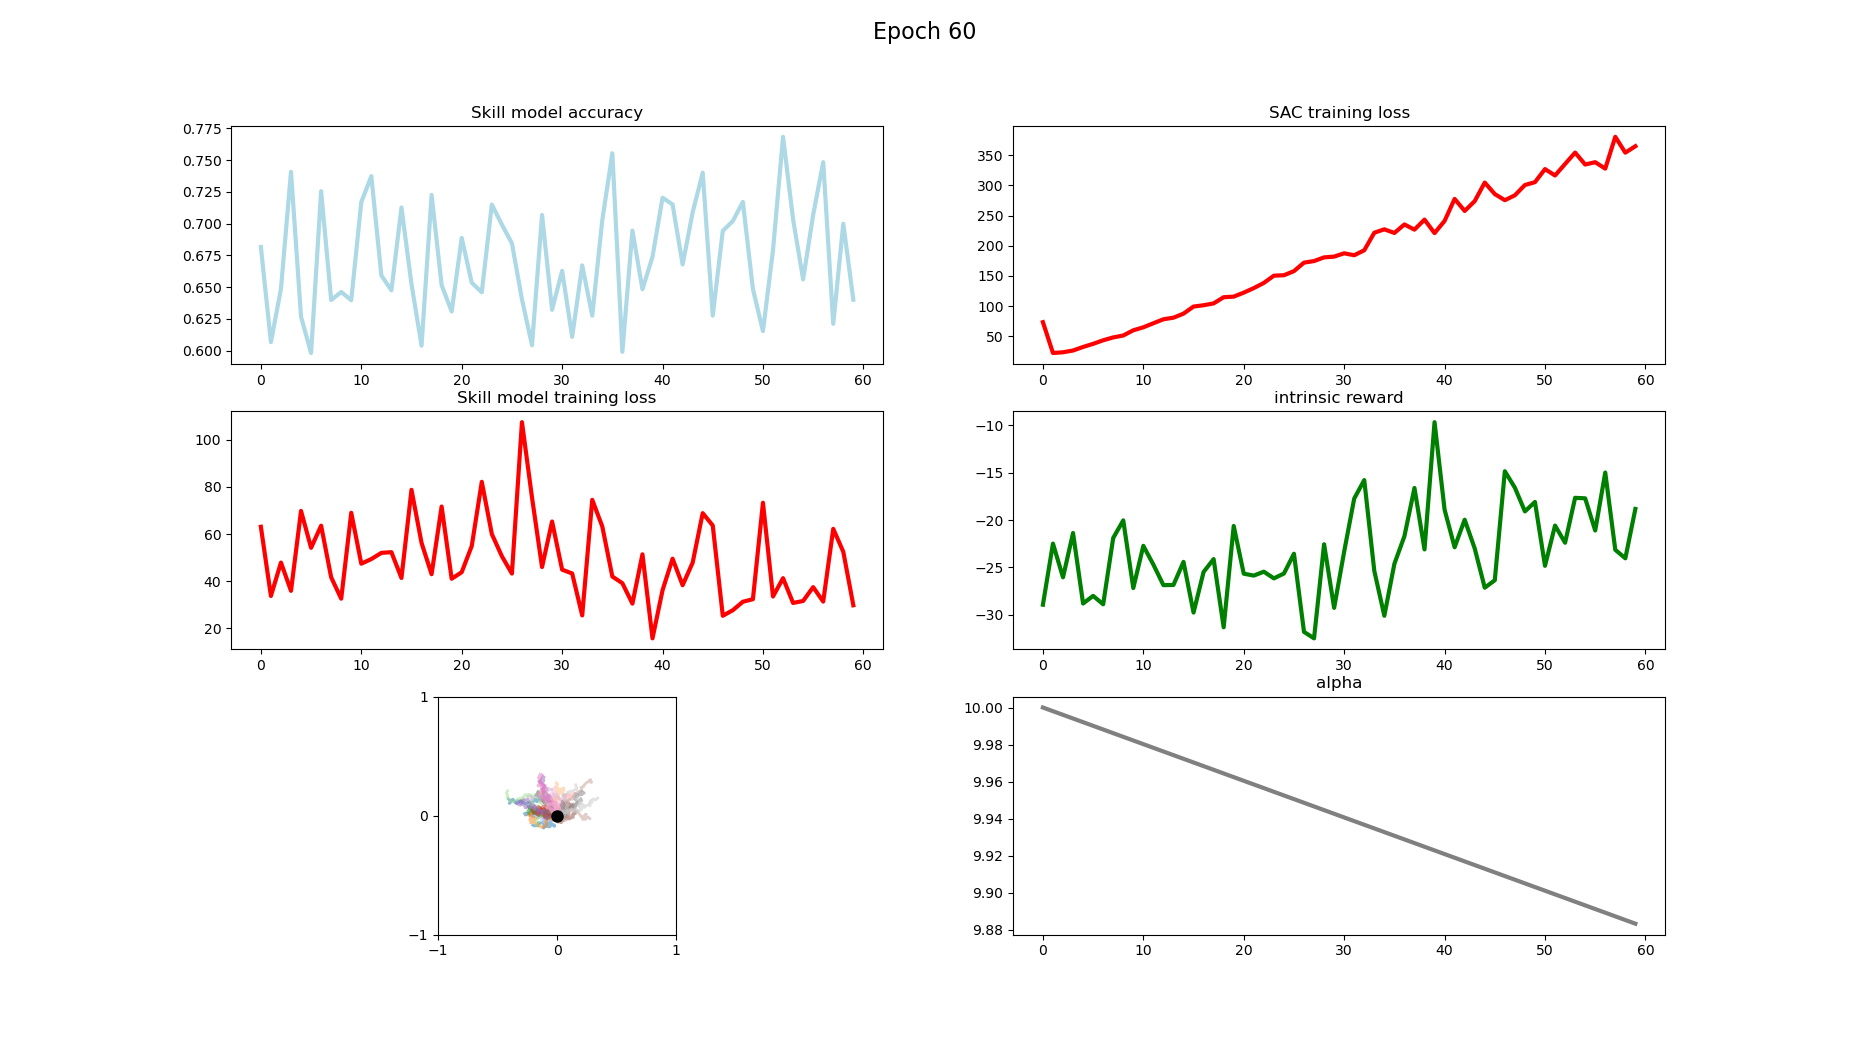 Epoch 60
Skill model accuracy
0.775
0.750
0.725
0.700
0.675
0.650
0.625
0.600
0 10 20 30 40 50 60
SAC training loss
350
300
250
200
150
100
50
0 10 20 30 40 50 60
Skill model training loss
100
80
60
40
20
0 10 20 30 40 50 60
intrinsic reward
−10
−15
−20
−25
−30
0 10 20 30 40 50 60
1
0
−1
−1 0 1
alpha
10.00
9.98
9.96
9.94
9.92
9.90
9.88
0 10 20 30 40 50 60